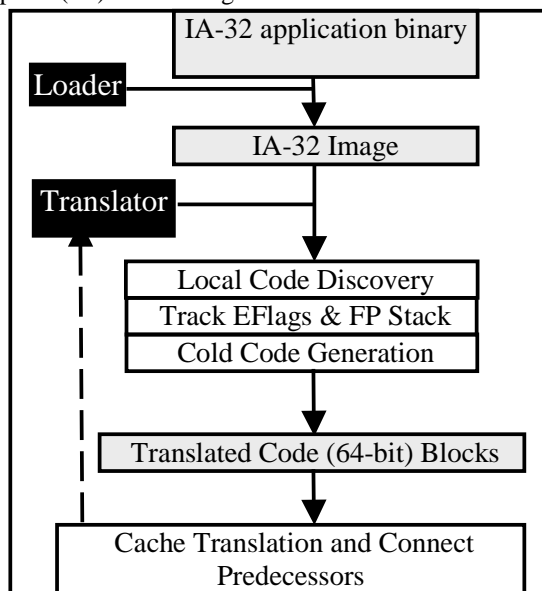 IA-32 application binary
Loader
IA-32 Image
Translator
Local Code Discovery
Track EFlags & FP Stack
Cold Code Generation
Translated Code (64-bit) Blocks
Cache Translation and Connect
Predecessors